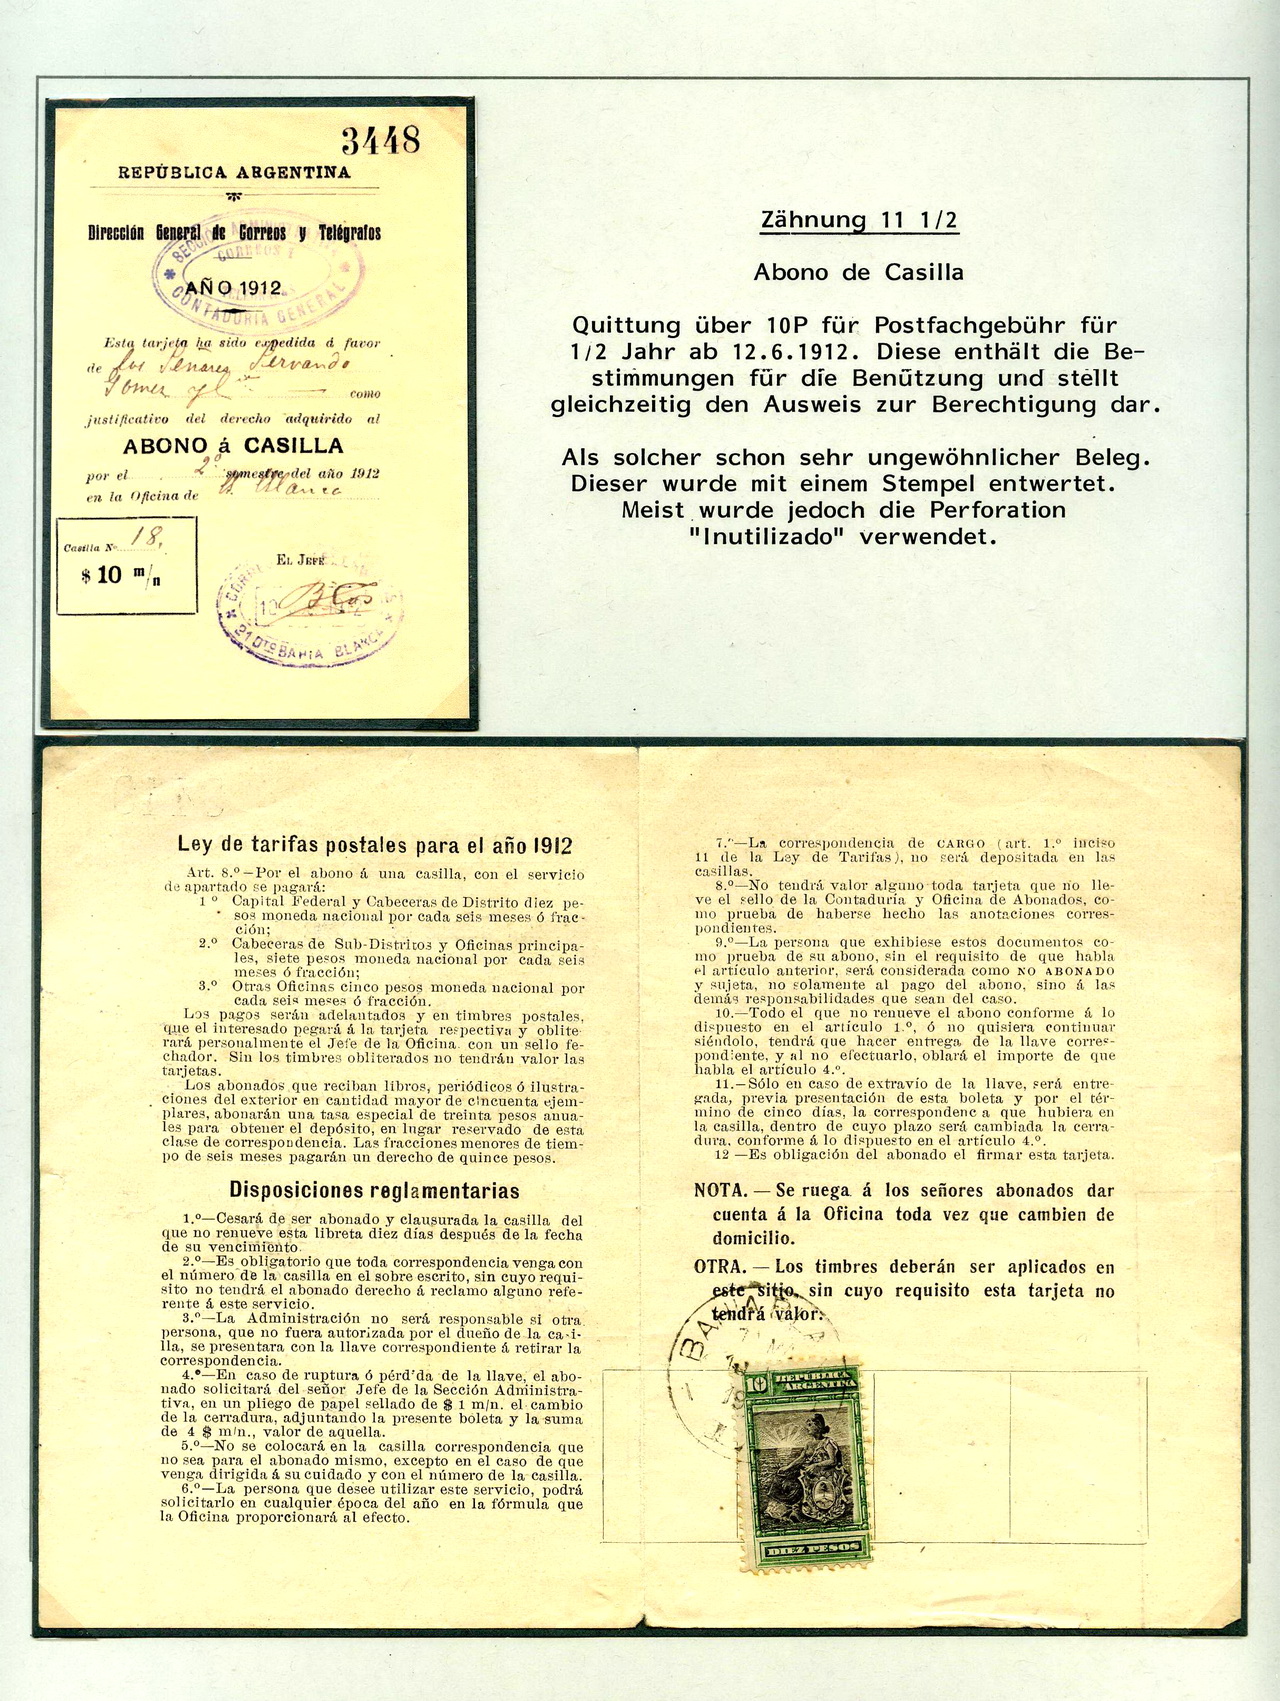 3448
REPÚBLICA ARGENTINA
Dirección General de Correos y Telégrafos
SECCIÓN ADMINISTRATIVA
CORREOS Y
CONTADURIA GENERAL
AÑO 1912
Esta tarjeta ha sido expedida á favor
de los Señores Servando
Gomez y Cia como
justificativo del derecho adquirido al
ABONO á CASILLA
por el 2º semestre del año 1912
en la Oficina de B. Blanca
Casilla Nº 18.
$ 10 m/n
EL JEFE
21 Dto BAHIA BLANCA
Zähnung 11 1/2
Abono de Casilla
Quittung über 10P für Postfachgebühr für
1/2 Jahr ab 12.6.1912. Diese enthält die Be-
stimmungen für die Benützung und stellt
gleichzeitig den Ausweis zur Berechtigung dar.
Als solcher schon sehr ungewöhnlicher Beleg.
Dieser wurde mit einem Stempel entwertet.
Meist wurde jedoch die Perforation
"Inutilizado" verwendet.
Ley de tarifas postales para el año 1912
Art. 8.º—Por el abono á una casilla, con el servicio
de apartado se pagará:
1º Capital Federal y Cabeceras de Distrito diez pe-
sos moneda nacional por cada seis meses ó frac-
ción;
2.º Cabeceras de Sub-Distritos y Oficinas principa-
les, siete pesos moneda nacional por cada seis
meses ó fracción;
3.º Otras Oficinas cinco pesos moneda nacional por
cada seis meses ó fracción.
Los pagos serán adelantados y en timbres postales,
que el interesado pegará á la tarjeta respectiva y oblite-
rará personalmente el Jefe de la Oficina. con un sello fe-
chador. Sin los timbres obliterados no tendrán valor las
tarjetas.
Los abonados que reciban libros, periódicos ó ilustra-
ciones del exterior en cantidad mayor de cincuenta ejem-
plares, abonarán una tasa especial de treinta pesos anua-
les para obtener el depósito, en lugar reservado de esta
clase de correspondencia. Las fracciones menores de tiem-
po de seis meses pagarán un derecho de quince pesos.
Disposiciones reglamentarias
1.º—Cesará de ser abonado y clausurada la casilla del
que no renueve esta libreta diez días después de la fecha
de su vencimiento.
2.º—Es obligatorio que toda correspondencia venga con
el número de la casilla en el sobre escrito, sin cuyo requi-
sito no tendrá el abonado derecho á reclamo alguno refe-
rente á este servicio.
3.º—La Administración no será responsable si otra
persona, que no fuera autorizada por el dueño de la casi-
lla, se presentara con la llave correspondiente á retirar la
correspondencia.
4.º—En caso de ruptura ó pérd'da de la llave, el abo-
nado solicitará del señor Jefe de la Sección Administra-
tiva, en un pliego de papel sellado de $ 1 m/n. el cambio
de la cerradura, adjuntando la presente boleta y la suma
de 4 $ m/n., valor de aquella.
5.º—No se colocará en la casilla correspondencia que
no sea para el abonado mismo, excepto en el caso de que
venga dirigida á su cuidado y con el número de la casilla.
6.º—La persona que desee utilizar este servicio, podrá
solicitarlo en cualquier época del año en la fórmula que
la Oficina proporcionará al efecto.
7.º—La correspondencia de CARGO (art. 1.º inciso
11 de la Ley de Tarifas), no será depositada en las
casillas.
8.º—No tendrá valor alguno toda tarjeta que no lle-
ve el sello de la Contaduría y Oficina de Abonados, co-
mo prueba de haberse hecho las anotaciones corres-
pondientes.
9.º—La persona que exhibiese estos documentos co-
mo prueba de su abono, sin el requisito de que habla
el artículo anterior, será considerada como NO ABONADO
y sujeta, no solamente al pago del abono, sino á las
demás responsabilidades que sean del caso.
10.—Todo el que no renueve el abono conforme á lo
dispuesto en el artículo 1.º, ó no quisiera continuar
siéndolo, tendrá que hacer entrega de la llave corres-
pondiente, y al no efectuarlo, oblará el importe de que
habla el artículo 4.º.
11.—Sólo en caso de extravío de la llave, será entre-
gada, previa presentación de esta boleta y por el tér-
mino de cinco días, la correspondenc a que hubiera en
la casilla, dentro de cuyo plazo será cambiada la cerra-
dura, conforme á lo dispuesto en el artículo 4.º.
12 —Es obligación del abonado el firmar esta tarjeta.
NOTA. — Se ruega á los señores abonados dar
cuenta á la Oficina toda vez que cambien de
domicilio.
OTRA. — Los timbres deberán ser aplicados en
este sitio, sin cuyo requisito esta tarjeta no
tendrá valor.
REPUBLICA
ARGENTINA
DIEZ PESOS